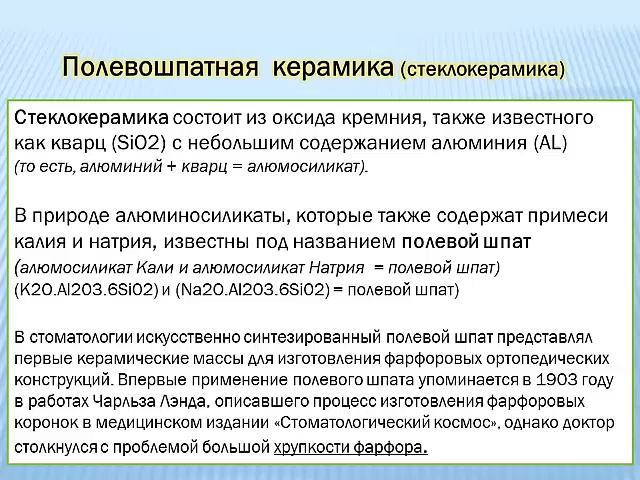 Полевошпатная керамика (стеклокерамика)
Стеклокерамика состоит из оксида кремния, также известного
как кварц (SiO2) с небольшим содержанием алюминия (AL)
(то есть, алюминий + кварц = алюмосиликат).
В природе алюминосиликаты, которые также содержат примеси
калия и натрия, известны под названием полевой шпат
(алюмосиликат Кали и алюмосиликат Натрия = полевой шпат)
(K2O.Al2O3.6SiO2) и (Na2O.Al2O3.6SiO2) = полевой шпат)
В стоматологии искусственно синтезированный полевой шпат представлял
первые керамические массы для изготовления фарфоровых ортопедических
конструкций. Впервые применение полевого шпата упоминается в 1903 году
в работах Чарльза Лэнда, описавшего процесс изготовления фарфоровых
коронок в медицинском издании «Стоматологический космос», однако доктор
столкнулся с проблемой большой хрупкости фарфора.